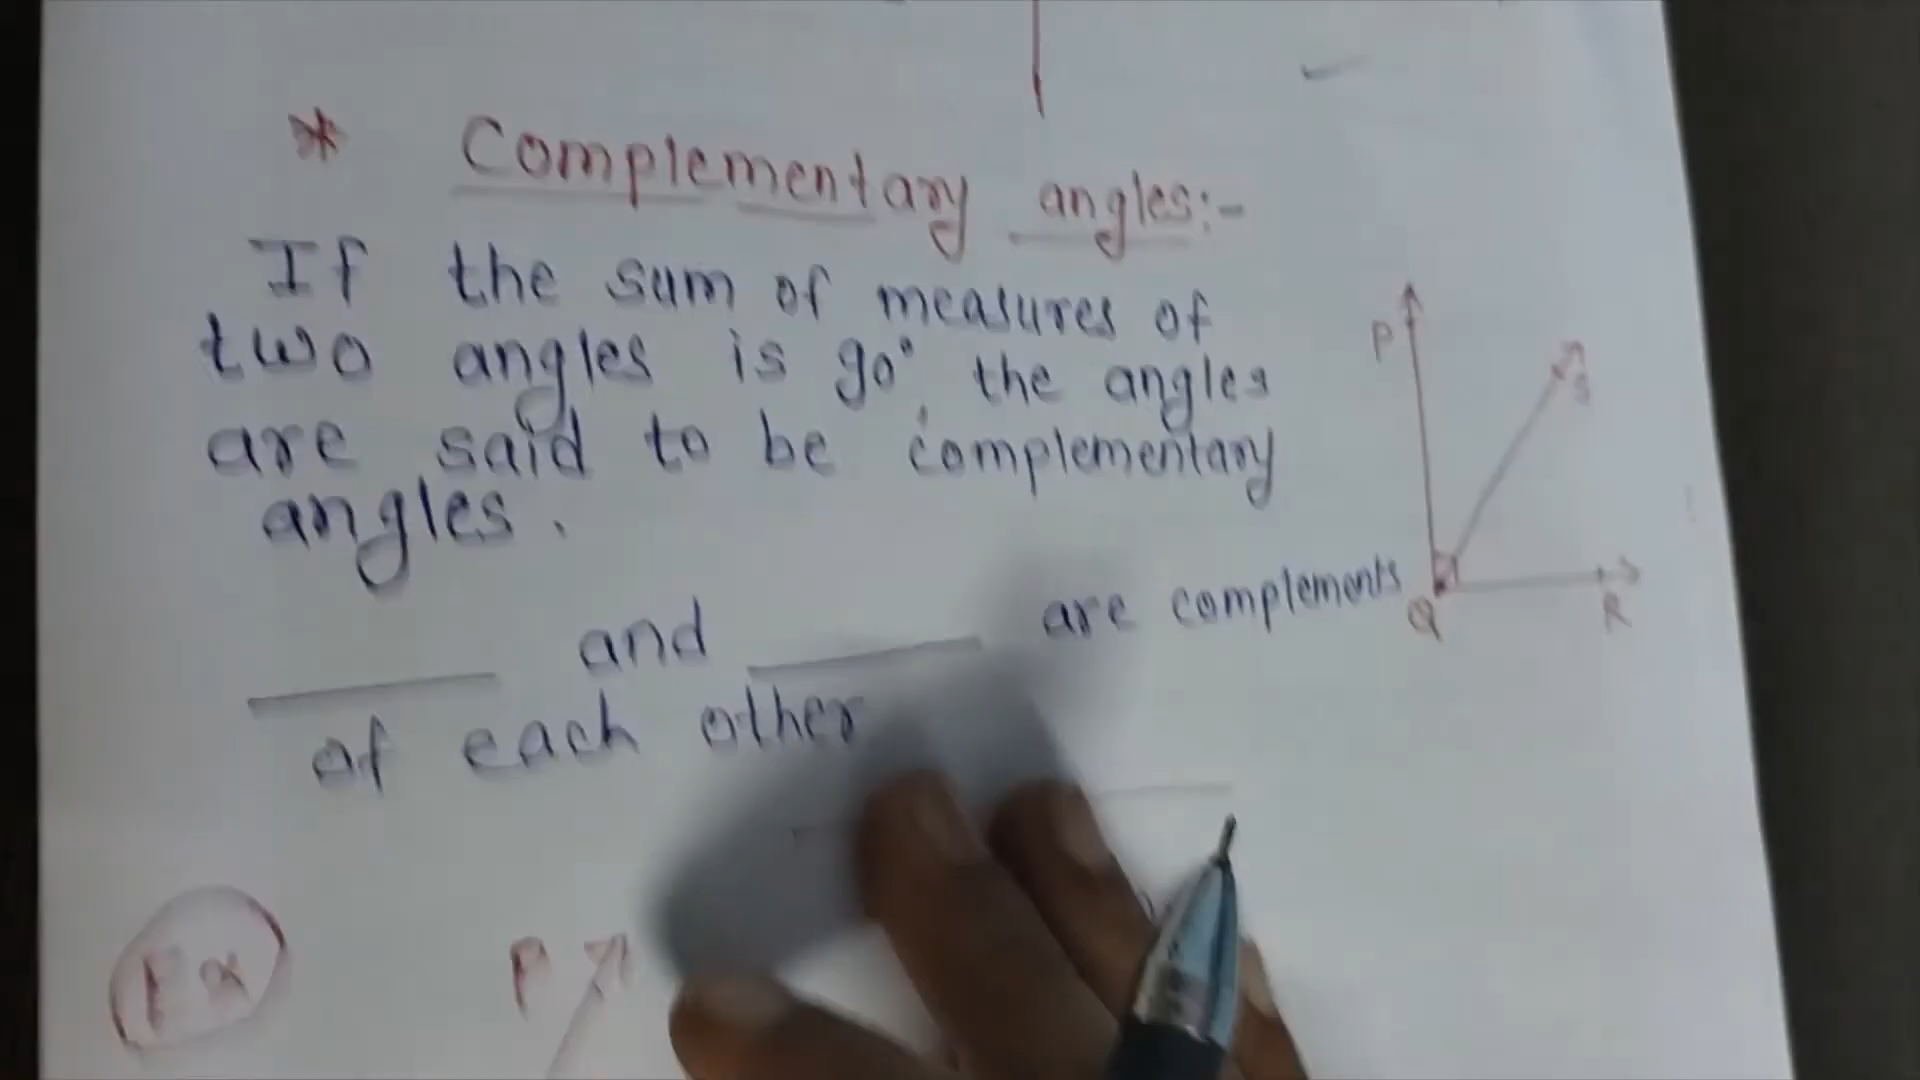 * Complementary angles:-
If the sum of measures of
two angles is 90°, the angles
are said to be complementary
angles.
and are complements
of each other
P
S
Q
R
Ex
P